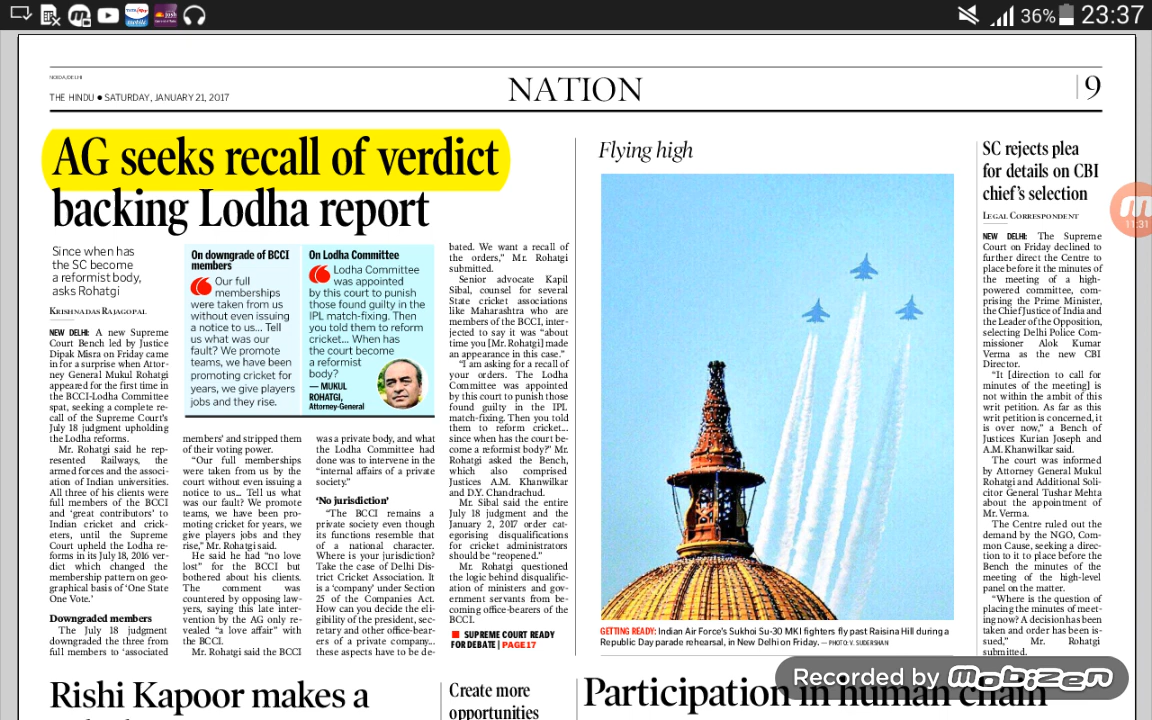 36% 23:37
NOIDA/DELHI
THE HINDU ● SATURDAY, JANUARY 21, 2017
NATION
9
AG seeks recall of verdict
backing Lodha report
Since when has
the SC become
a reformist body,
asks Rohatgi
KRISHNADAS RAJAGOPAL
NEW DELHI: A new Supreme
Court Bench led by Justice
Dipak Misra on Friday came
in for a surprise when Attor-
ney General Mukul Rohatgi
appeared for the first time in
the BCCI-Lodha Committee
spat, seeking a complete re-
call of the Supreme Court's
July 18 judgment upholding
the Lodha reforms.
Mr. Rohatgi said he rep-
resented Railways, the
armed forces and the associ-
ation of Indian universities.
All three of his clients were
full members of the BCCI
and 'great contributors' to
Indian cricket and crick-
eters, until the Supreme
Court upheld the Lodha re-
forms in its July 18, 2016 ver-
dict which changed the
membership pattern on geo-
graphical basis of 'One State
One Vote.'
Downgraded members
The July 18 judgment
downgraded the three from
full members to 'associated
On downgrade of BCCI
members
Our full
memberships
were taken from us
without even issuing
a notice to us... Tell
us what was our
fault? We promote
teams, we have been
promoting cricket for
years, we give players
jobs and they rise.
On Lodha Committee
Lodha Committee
was appointed
by this court to punish
those found guilty in the
IPL match-fixing. Then
you told them to reform
cricket... When has
the court become
a reformist
body?
— MUKUL
ROHATGI,
Attorney-General
members' and stripped them
of their voting power.
"Our full memberships
were taken from us by the
court without even issuing a
notice to us... Tell us what
was our fault? We promote
teams, we have been pro-
moting cricket for years, we
give players jobs and they
rise," Mr. Rohatgi said.
He said he had "no love
lost" for the BCCI but
bothered about his clients.
The comment was
countered by opposing law-
yers, saying this late inter-
vention by the AG only re-
vealed "a love affair" with
the BCCI.
Mr. Rohatgi said the BCCI
was a private body, and what
the Lodha Committee had
done was to intervene in the
"internal affairs of a private
society."
'No jurisdiction'
"The BCCI remains a
private society even though
its functions resemble that
of a national character.
Where is your jurisdiction?
Take the case of Delhi Dis-
trict Cricket Association. It
is a 'company' under Section
25 of the Companies Act.
How can you decide the eli-
gibility of the president, sec-
retary and other office-bear-
ers of a private company...
these aspects have to be de-
bated. We want a recall of
the orders," Mr. Rohatgi
submitted.
Senior advocate Kapil
Sibal, counsel for several
State cricket associations
like Maharashtra who are
members of the BCCI, inter-
jected to say it was "about
time you [Mr. Rohatgi] made
an appearance in this case."
"I am asking for a recall of
your orders. The Lodha
Committee was appointed
by this court to punish those
found guilty in the IPL
match-fixing. Then you told
them to reform cricket...
since when has the court be-
come a reformist body?" Mr.
Rohatgi asked the Bench,
which also comprised
Justices A.M. Khanwilkar
and D.Y. Chandrachud.
Mr. Sibal said the entire
July 18 judgment and the
January 2, 2017 order cat-
egorising disqualifications
for cricket administrators
should be "reopened."
Mr. Rohatgi questioned
the logic behind disqualific-
ation of ministers and gov-
ernment servants from be-
coming office-bearers of the
BCCI.
SUPREME COURT READY
FOR DEBATE | PAGE 17
Flying high
GETTING READY: Indian Air Force's Sukhoi Su-30 MKI fighters fly past Raisina Hill during a
Republic Day parade rehearsal, in New Delhi on Friday. — PHOTO: V. SUDERSHAN
SC rejects plea
for details on CBI
chief's selection
LEGAL CORRESPONDENT
NEW DELHI: The Supreme
Court on Friday declined to
further direct the Centre to
place before it the minutes of
the meeting of a high-
powered committee, com-
prising the Prime Minister,
the Chief Justice of India and
the Leader of the Opposition,
selecting Delhi Police Com-
missioner Alok Kumar
Verma as the new CBI
Director.
"It [direction to call for
minutes of the meeting] is
not within the ambit of this
writ petition. As far as this
writ petition is concerned, it
is over now," a Bench of
Justices Kurian Joseph and
A.M. Khanwilkar said.
The court was informed
by Attorney General Mukul
Rohatgi and Additional Soli-
citor General Tushar Mehta
about the appointment of
Mr. Verma.
The Centre ruled out the
demand by the NGO, Com-
mon Cause, seeking a direc-
tion to it to place before the
Bench the minutes of the
meeting of the high-level
panel on the matter.
"Where is the question of
placing the minutes of meet-
ing now? A decision has been
taken and order has been is-
sued," Mr. Rohatgi
submitted.
11:31
Rishi Kapoor makes a
Create more
opportunities
Participation in human chain
Recorded by mobizen